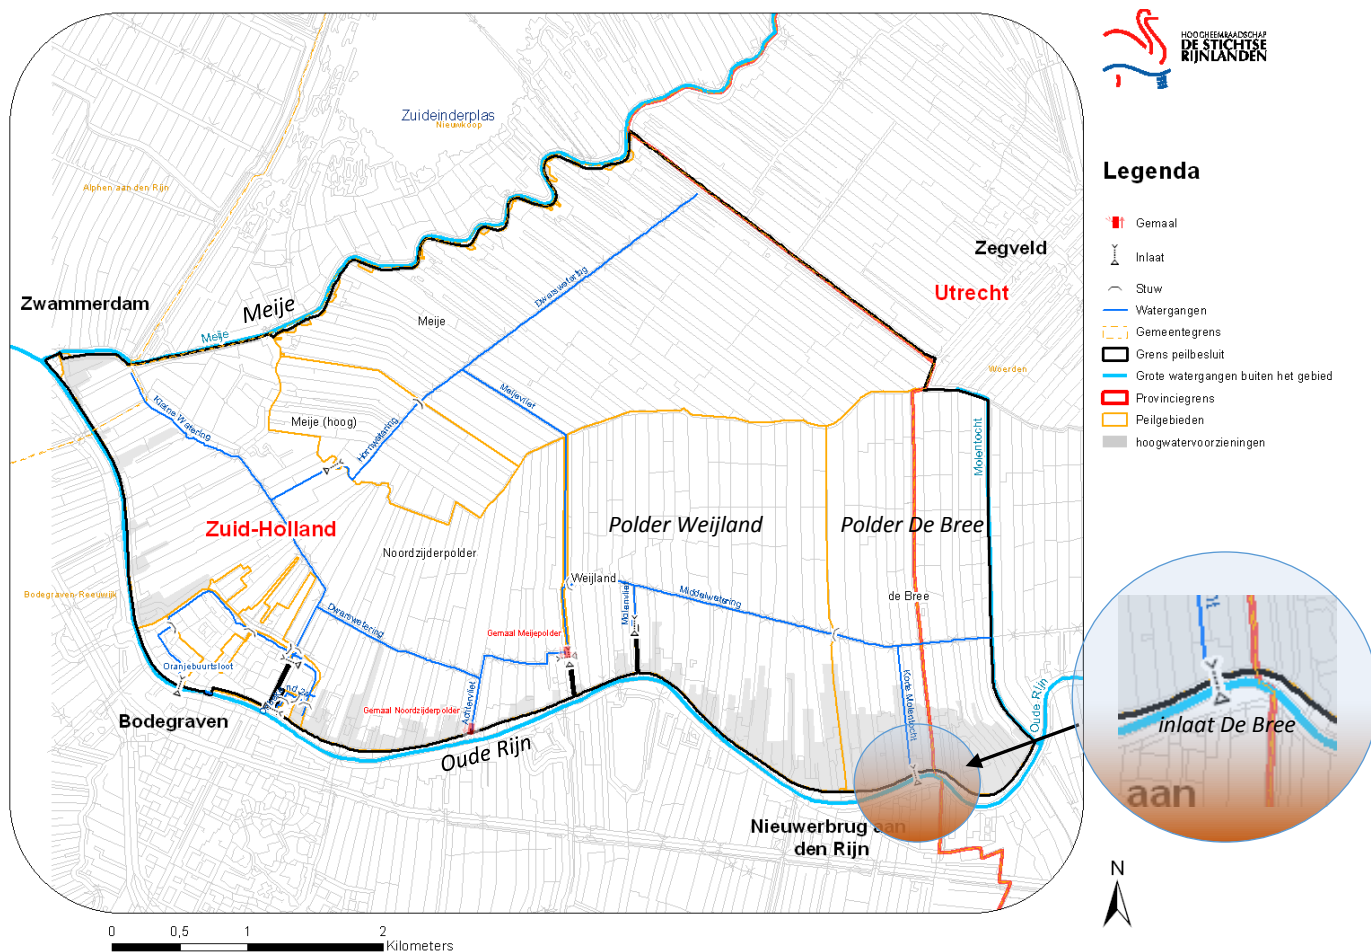 HOOGHEEMRAADSCHAP
DE STICHTSE
RIJNLANDEN
Legenda
Gemaal
Inlaat
Stuw
Watergangen
Gemeentegrens
Grens peilbesluit
Grote watergangen buiten het gebied
Provinciegrens
Peilgebieden
hoogwatervoorzieningen
Zuideinderplas
Nieuwkoop
Alphen aan den Rijn
Zegveld
Utrecht
Zwammerdam
Meije
Meije
Meije
Dwarswetering
Woerden
Meijevliet
Kleine Watering
Meije (hoog)
Hornwetering
Molentocht
Zuid-Holland
Polder Weijland
Polder De Bree
Noordzijderpolder
Bodegraven-Reeuwijk
Weijland
Molenvliet
Middelwetering
de Bree
Dwarswetering
Gemaal Meijepolder
Oranjebuurtsloot
Korte Molentocht
Achtervliet
Gemaal Noordzijderpolder
Bodegraven
Oude Rijn
Oude Rijn
inlaat De Bree
aan
Nieuwerbrug aan
den Rijn
N
0 0,5 1 2
Kilometers